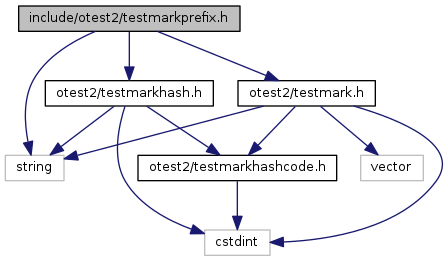 include/otest2/testmarkprefix.h
otest2/testmarkhash.h
otest2/testmark.h
string
otest2/testmarkhashcode.h
vector
cstdint